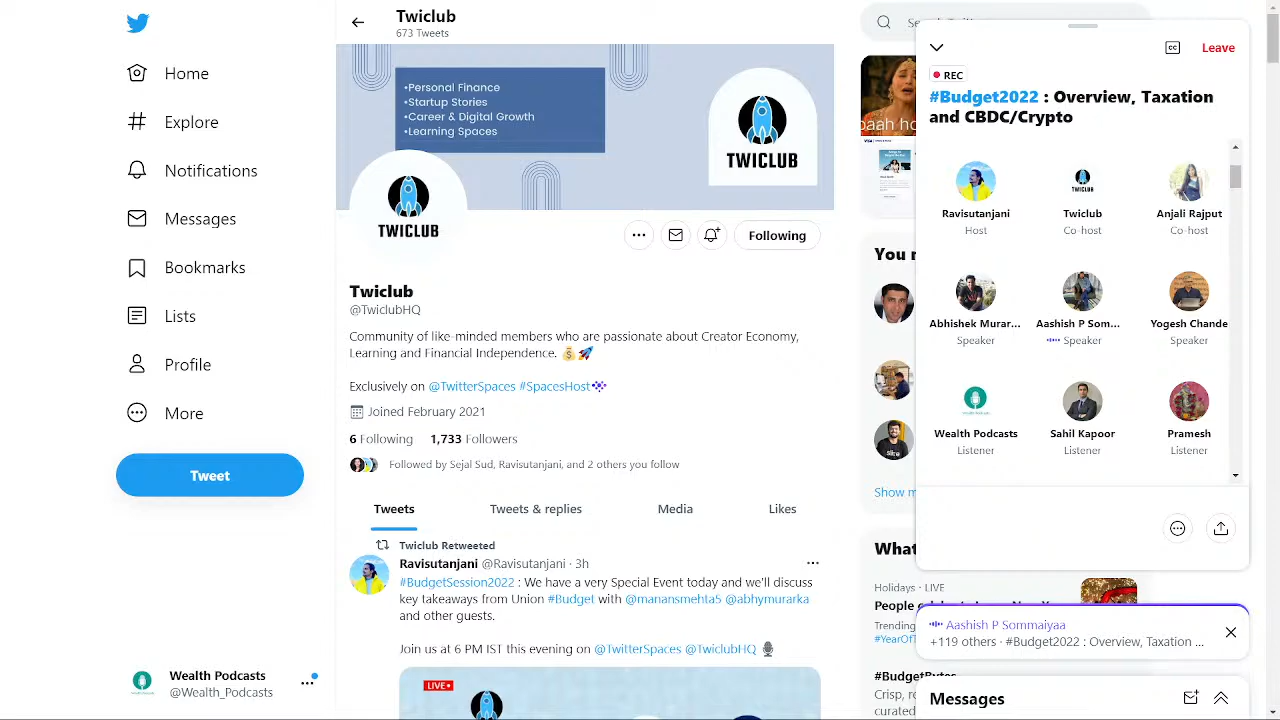 Home
Explore
Notifications
Messages
Bookmarks
Lists
Profile
More
Tweet
Wealth Podcasts
@Wealth_Podcasts
Twiclub
673 Tweets
•Personal Finance
•Startup Stories
•Career & Digital Growth
•Learning Spaces
TWICLUB
TWICLUB
Following
Twiclub
@TwiclubHQ
Community of like-minded members who are passionate about Creator Economy,
Learning and Financial Independence. 💰🚀
Exclusively on @TwitterSpaces #SpacesHost
Joined February 2021
6 Following 1,733 Followers
Followed by Sejal Sud, Ravisutanjani, and 2 others you follow
Tweets
Tweets & replies
Media
Likes
Twiclub Retweeted
Ravisutanjani @Ravisutanjani · 3h
#BudgetSession2022 : We have a very Special Event today and we'll discuss
key takeaways from Union #Budget with @manansmehta5 @abhymurarka
and other guests.
Join us at 6 PM IST this evening on @TwitterSpaces @TwiclubHQ 🎙️
LIVE
CC
Leave
REC
#Budget2022 : Overview, Taxation
and CBDC/Crypto
Ravisutanjani
Host
Twiclub
Co-host
Anjali Rajput
Co-host
Abhishek Murar...
Speaker
Aashish P Som...
Speaker
Yogesh Chande
Speaker
Wealth Podcasts
Listener
Sahil Kapoor
Listener
Pramesh
Listener
Show
Holidays · LIVE
People
Trending
#YearOfT
Aashish P Sommaiyaa
+119 others · #Budget2022 : Overview, Taxation ...
#BudgetBytes
Crisp,
curated
Messages